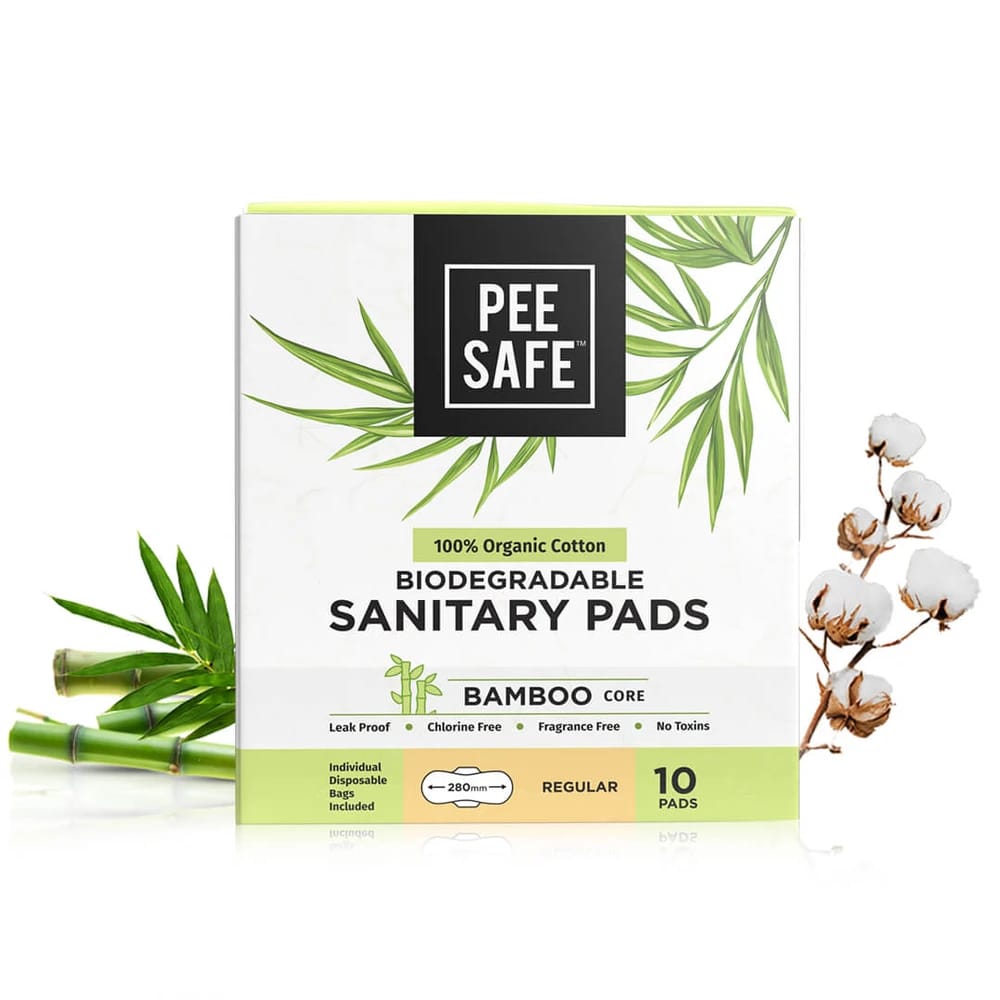 PEE
SAFE™
100% Organic Cotton
BIODEGRADABLE
SANITARY PADS
BAMBOO CORE
Leak Proof • Chlorine Free • Fragrance Free • No Toxins
Individual
Disposable
Bags
Included
280mm
REGULAR
10
PADS